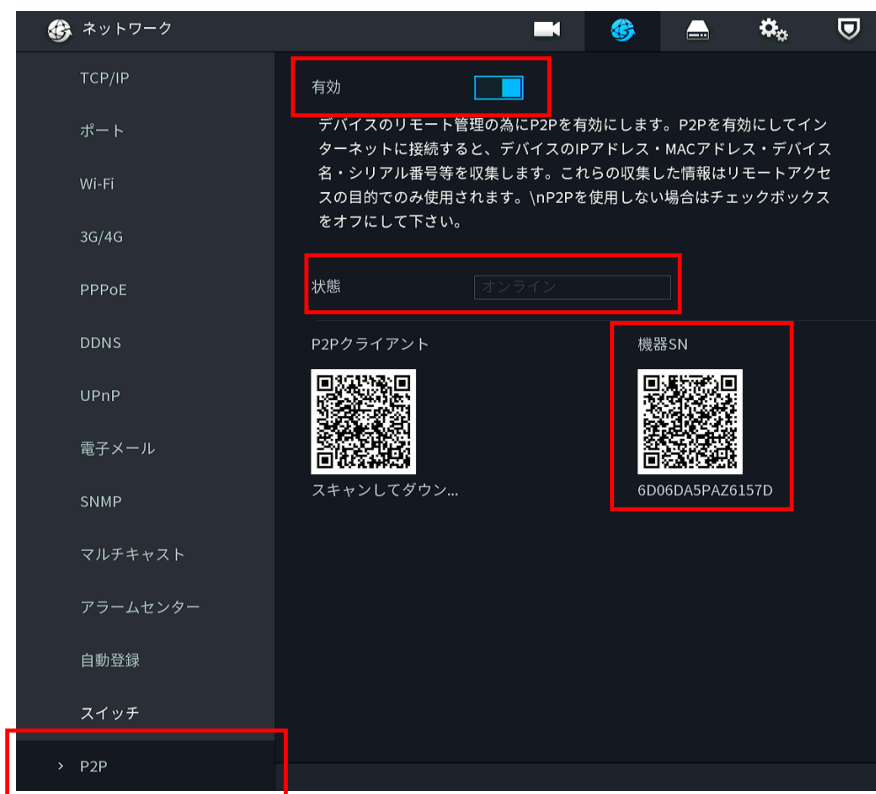 ネットワーク
TCP/IP
ポート
Wi-Fi
3G/4G
PPPoE
DDNS
UPnP
電子メール
SNMP
マルチキャスト
アラームセンター
自動登録
スイッチ
> P2P
有効
デバイスのリモート管理の為にP2Pを有効にします。P2Pを有効にしてイン
ターネットに接続すると、デバイスのIPアドレス・MACアドレス・デバイス
名・シリアル番号等を収集します。これらの収集した情報はリモートアクセ
スの目的でのみ使用されます。\nP2Pを使用しない場合はチェックボックス
をオフにして下さい。
状態
オンライン
P2Pクライアント
スキャンしてダウン...
機器SN
6D06DA5PAZ6157D